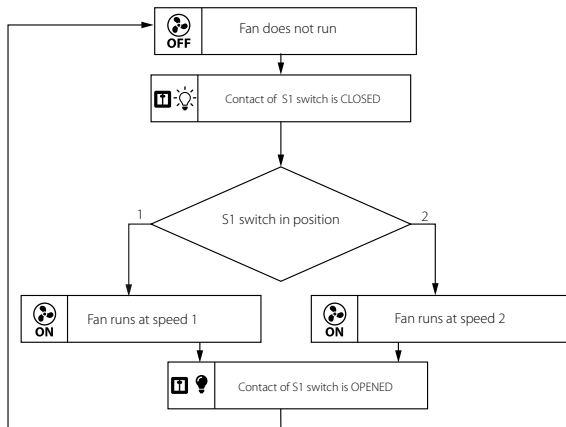 OFF
Fan does not run
Contact of S1 switch is CLOSED
S1 switch in position
1
2
ON
Fan runs at speed 1
ON
Fan runs at speed 2
Contact of S1 switch is OPENED